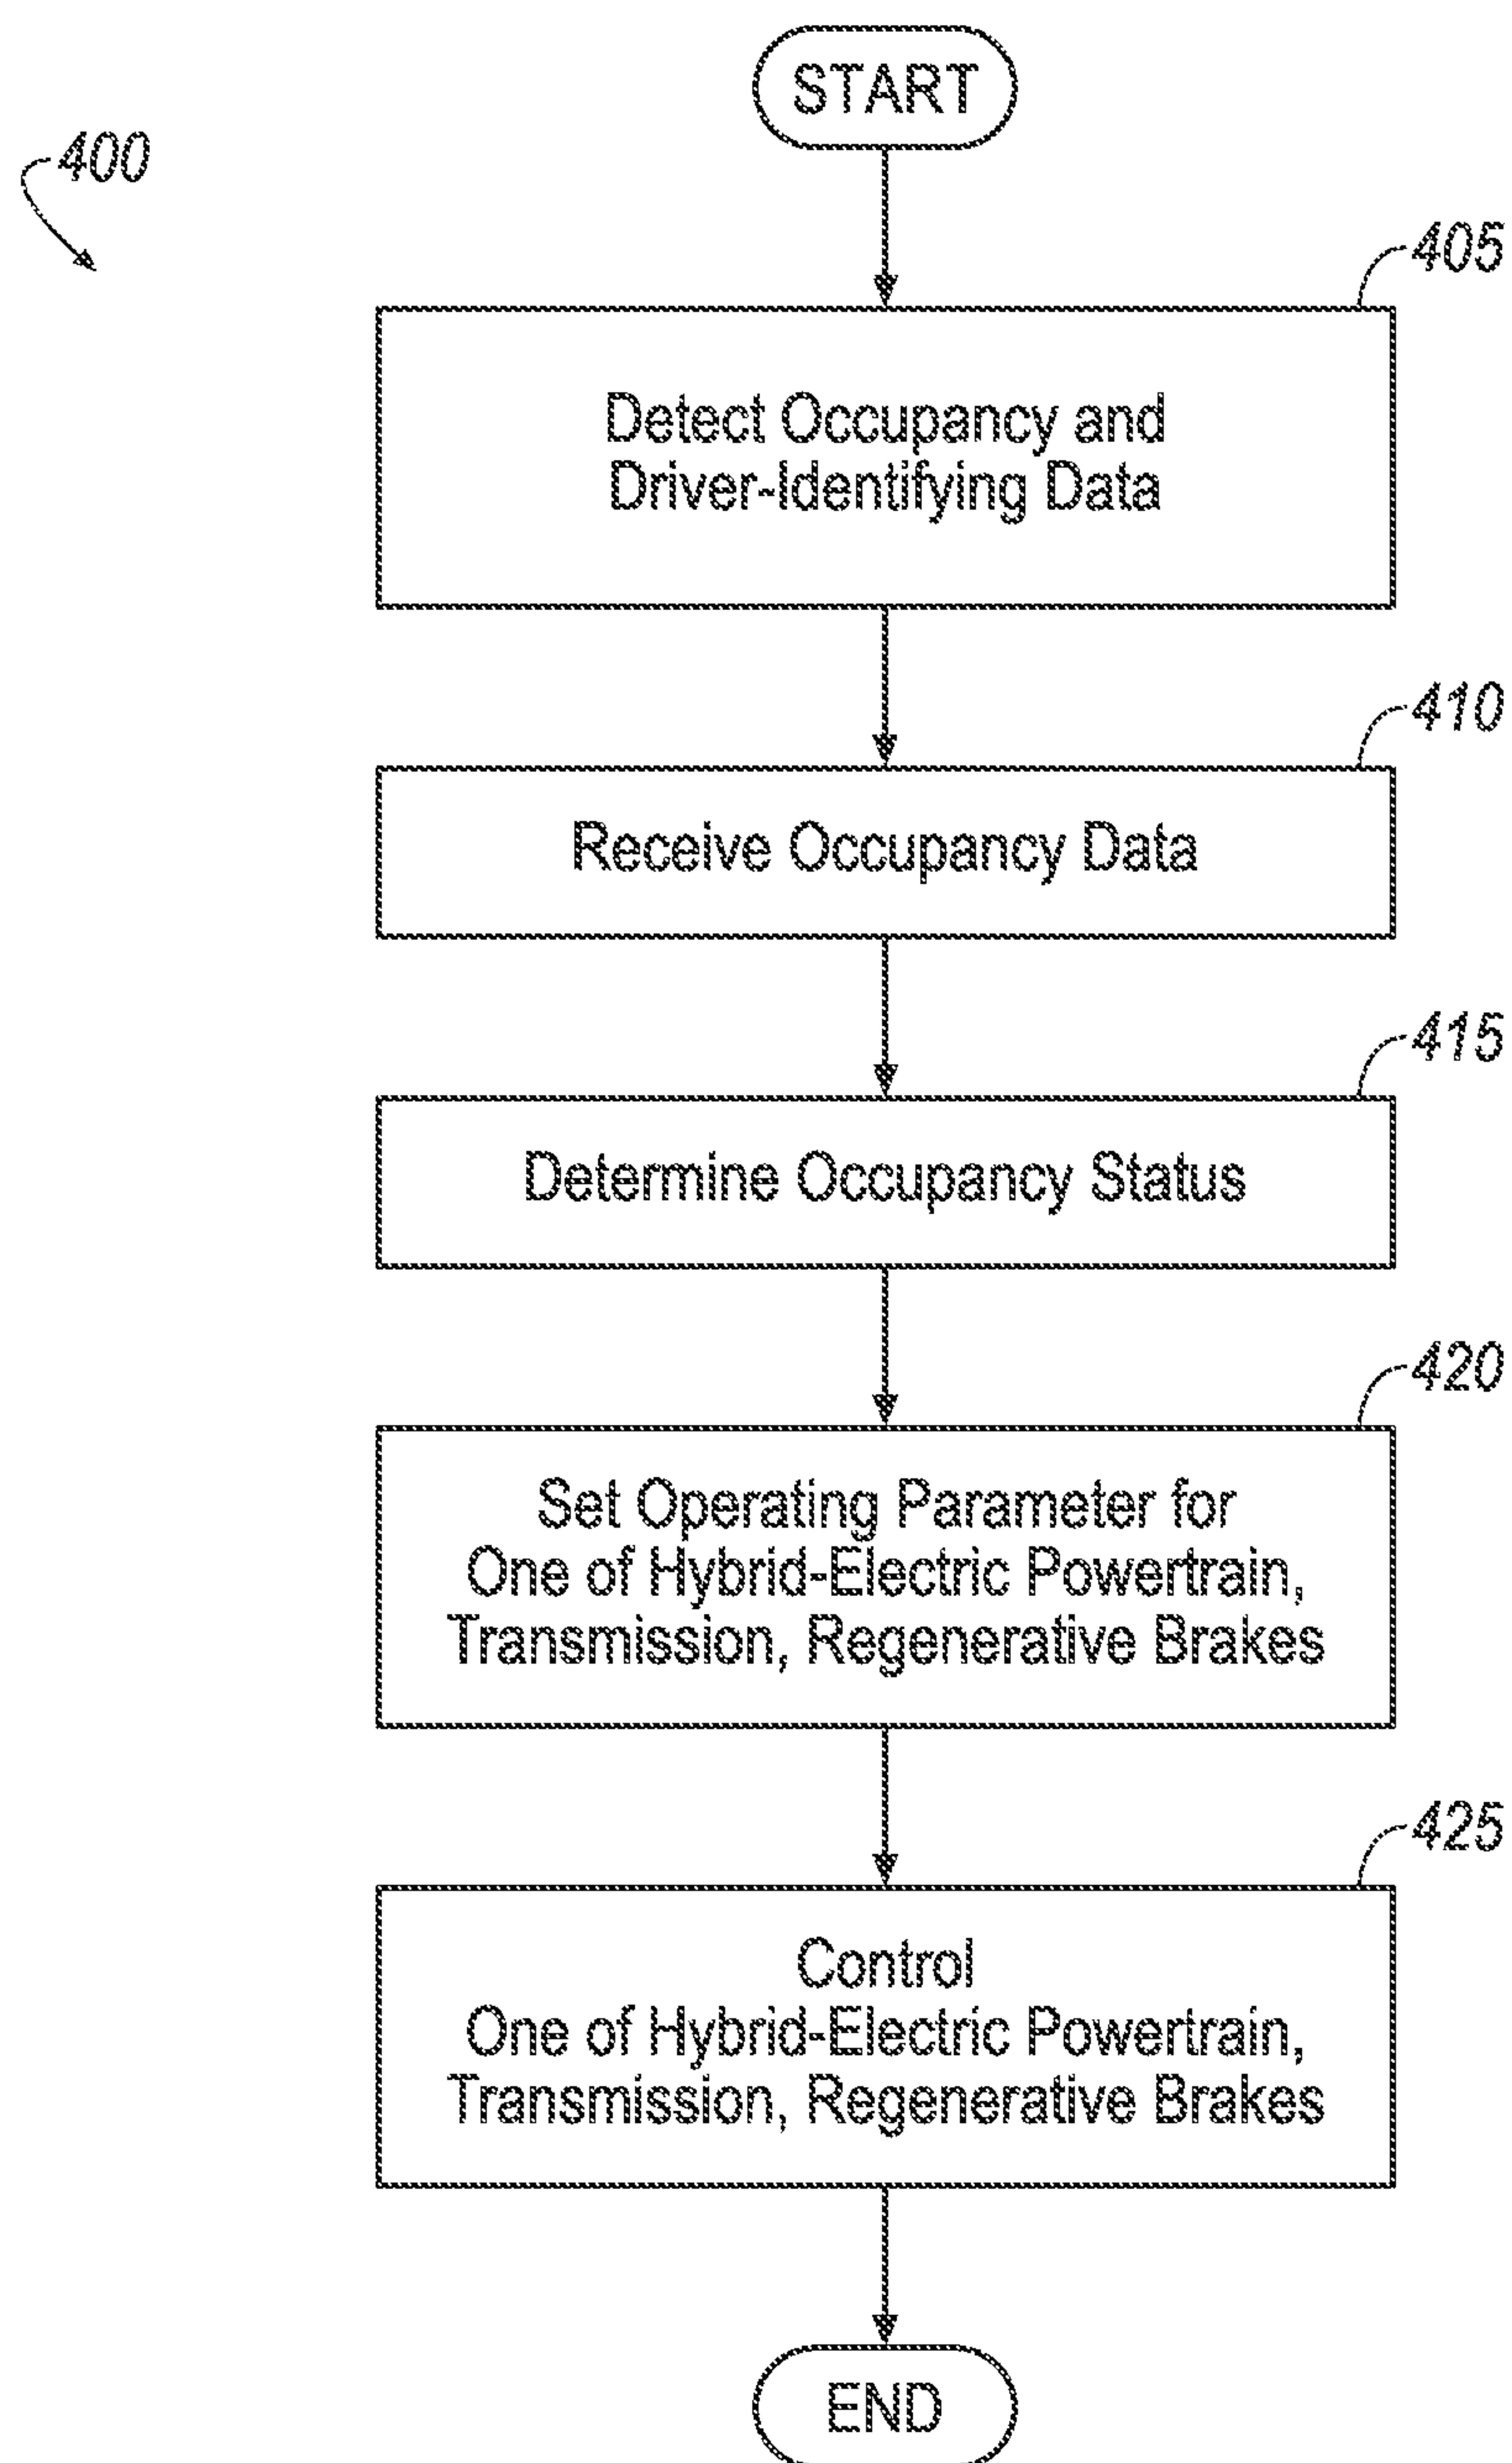 START
400
405
Detect Occupancy and
Driver-Identifying Data
410
Receive Occupancy Data
415
Determine Occupancy Status
420
Set Operating Parameter for
One of Hybrid-Electric Powertrain,
Transmission, Regenerative Brakes
425
Control
One of Hybrid-Electric Powertrain,
Transmission, Regenerative Brakes
END